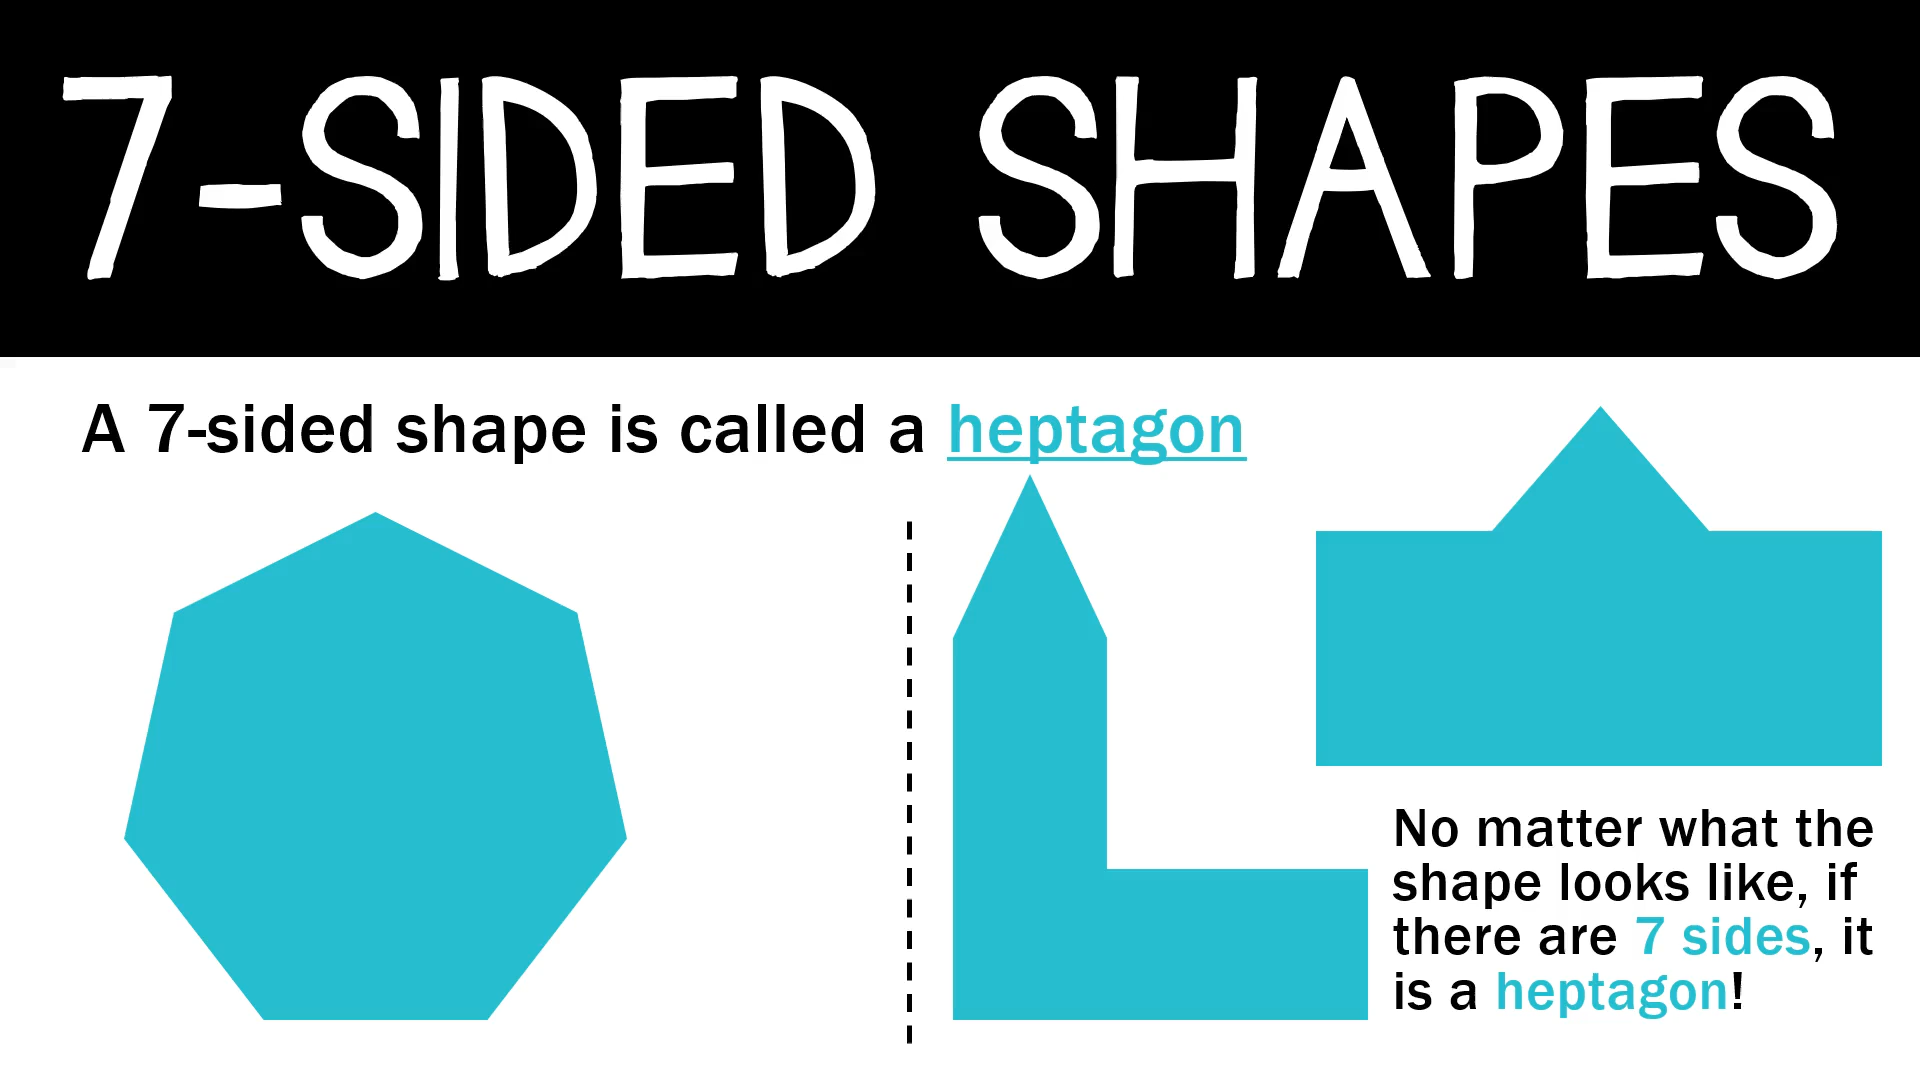 7-SIDED SHAPES
A 7-sided shape is called a heptagon
No matter what the
shape looks like, if
there are 7 sides, it
is a heptagon!